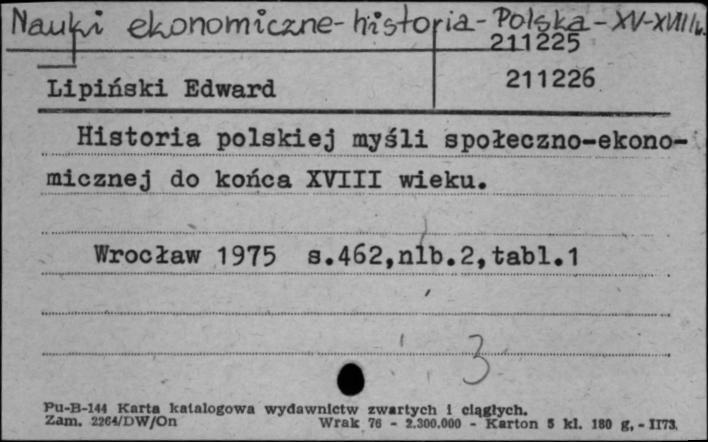 Nauki ekonomiczne - historia - Polska - XV-XVIII w.
211225
Lipiński Edward 211226
Historia polskiej myśli społeczno-ekono-
micznej do końca XVIII wieku.
Wrocław 1975 s.462,nlb.2,tabl.1
3
Pu-B-144 Karta katalogowa wydawnictw zwartych i ciągłych.
Zam. 2264/DW/On Wrak 76 - 2.300.000 - Karton 5 kl. 180 g, - II73.